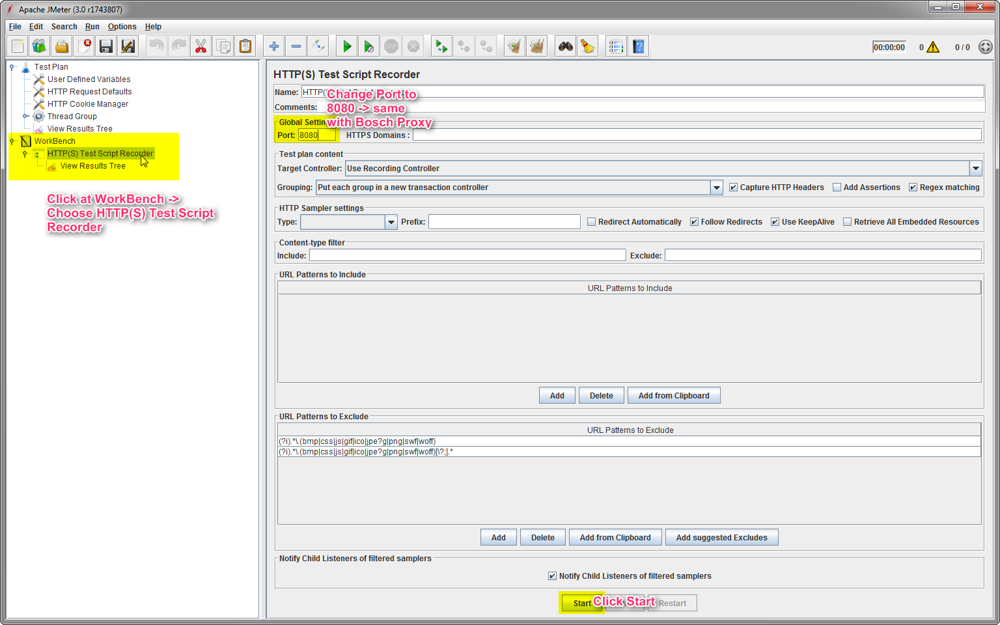 Apache JMeter (3.0 r1743807)
File Edit Search Run Options Help
00:00:00 0 0 / 0
Test Plan
User Defined Variables
HTTP Request Defaults
HTTP Cookie Manager
Thread Group
View Results Tree
WorkBench
HTTP(S) Test Script Recorder
View Results Tree
Click at WorkBench ->
Choose HTTP(S) Test Script
Recorder
HTTP(S) Test Script Recorder
Name:
Comments:
Change Port to
8080 -> same
with Bosch Proxy
Global
Port: 8080 HTTPS Domains :
Test plan content
Target Controller: Use Recording Controller
Grouping: Put each group in a new transaction controller Capture HTTP Headers Add Assertions Regex matching
HTTP Sampler settings
Type: Prefix: Redirect Automatically Follow Redirects Use KeepAlive Retrieve All Embedded Resources
Content-type filter
Include: Exclude:
URL Patterns to Include
URL Patterns to Include
Add Delete Add from Clipboard
URL Patterns to Exclude
URL Patterns to Exclude
(?i).*\.(bmp|css|js|gif|ico|jpe?g|png|swf|woff)
(?i).*\.(bmp|css|js|gif|ico|jpe?g|png|swf|woff)[\?;].*
Add Delete Add from Clipboard Add suggested Excludes
Notify Child Listeners of filtered samplers
Notify Child Listeners of filtered samplers
Start Click Start Restart